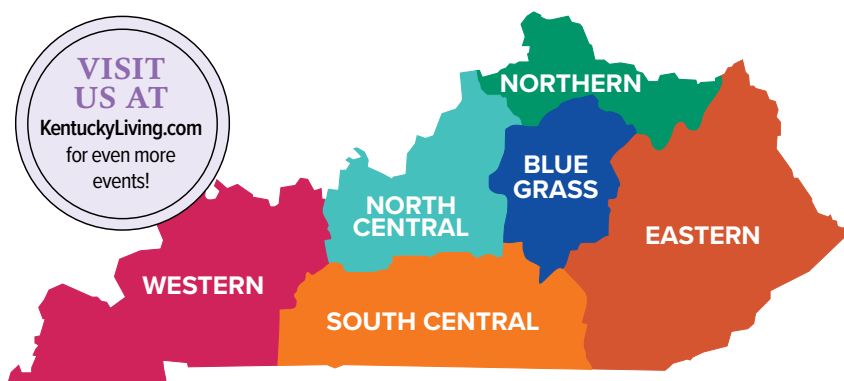 VISIT
US AT
KentuckyLiving.com
for even more
events!
NORTHERN
BLUE
GRASS
NORTH
CENTRAL
EASTERN
WESTERN
SOUTH CENTRAL